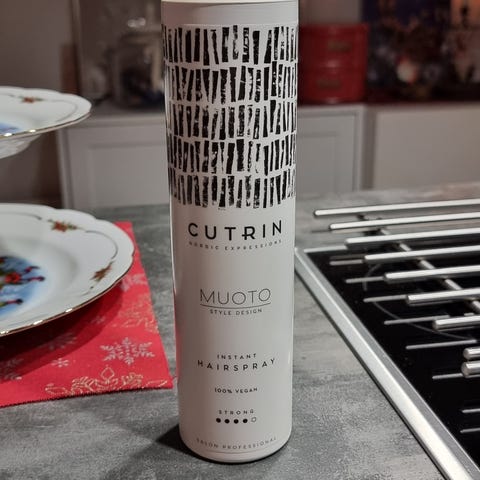 CUTRIN
NORDIC EXPRESSIONS
MUOTO
STYLE DESIGN
INSTANT
HAIRSPRAY
100% VEGAN
STRONG
SALON PROFESSIONAL